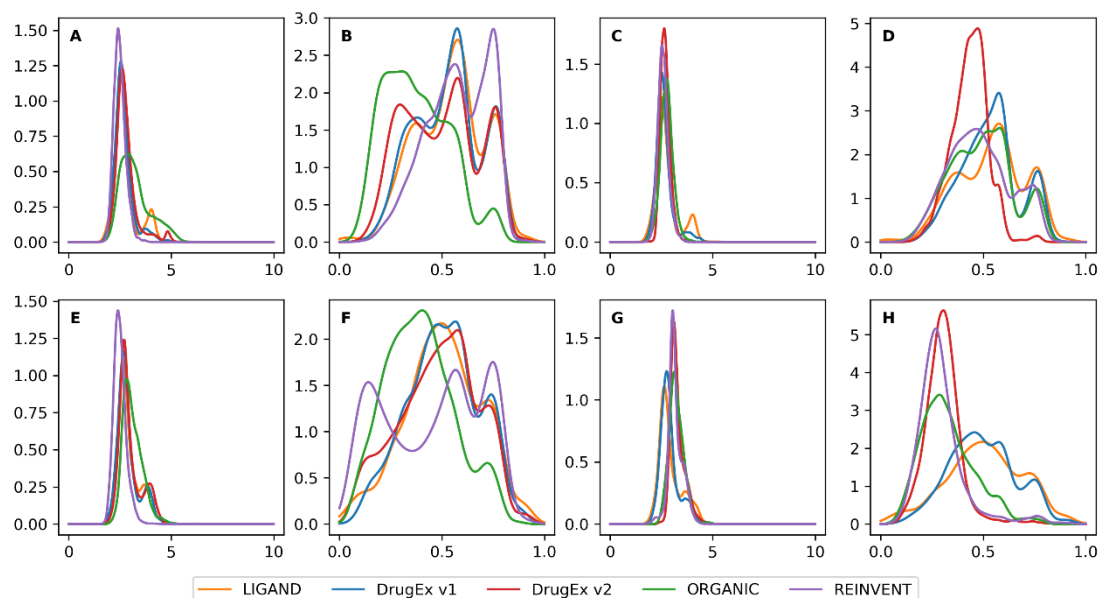 A B C D
1.50 3.0 5
1.25 2.5 1.5 4
1.00 2.0 3
0.75 1.5 1.0
0.50 1.0 0.5 2
0.25 0.5 1
0.00 0.0 0.0 0
0 5 10 0.0 0.5 1.0 0 5 10 0.0 0.5 1.0
E F G H
1.50 2.0 1.5 5
1.25 1.5 4
1.00 1.0 3
0.75 1.0 2
0.50 0.5 0.5
0.25 1
0.00 0.0 0.0 0
0 5 10 0.0 0.5 1.0 0 5 10 0.0 0.5 1.0
LIGAND DrugEx v1 DrugEx v2 ORGANIC REINVENT